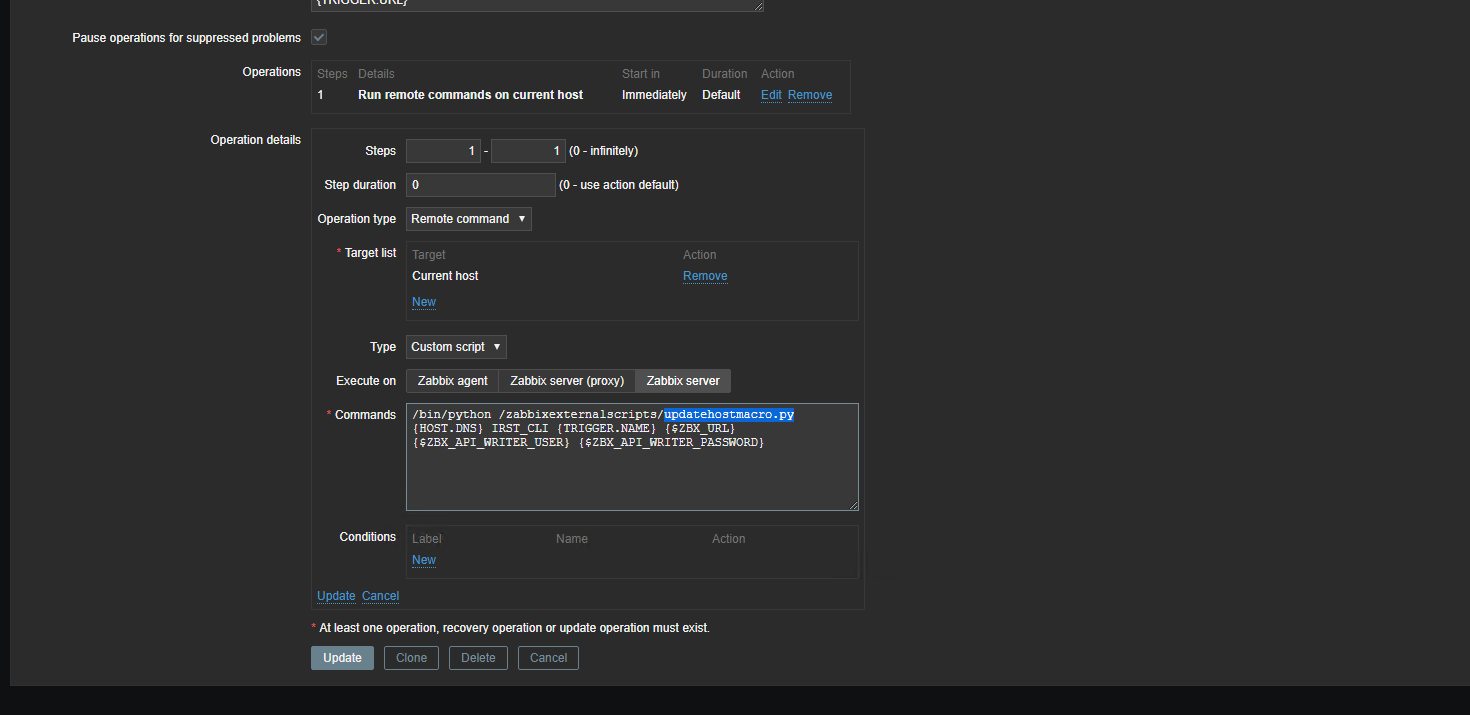 {TRIGGER.URL}
Pause operations for suppressed problems
Operations
Steps Details Start in Duration Action
1 Run remote commands on current host Immediately Default Edit Remove
Operation details
Steps 1 - 1 (0 - infinitely)
Step duration 0 (0 - use action default)
Operation type Remote command
* Target list
Target Action
Current host Remove
New
Type Custom script
Execute on Zabbix agent Zabbix server (proxy) Zabbix server
* Commands
/bin/python /zabbixexternalscripts/updatehostmacro.py
{HOST.DNS} IRST_CLI {TRIGGER.NAME} {$ZBX_URL}
{$ZBX_API_WRITER_USER} {$ZBX_API_WRITER_PASSWORD}
Conditions
Label Name Action
New
Update Cancel
* At least one operation, recovery operation or update operation must exist.
Update Clone Delete Cancel